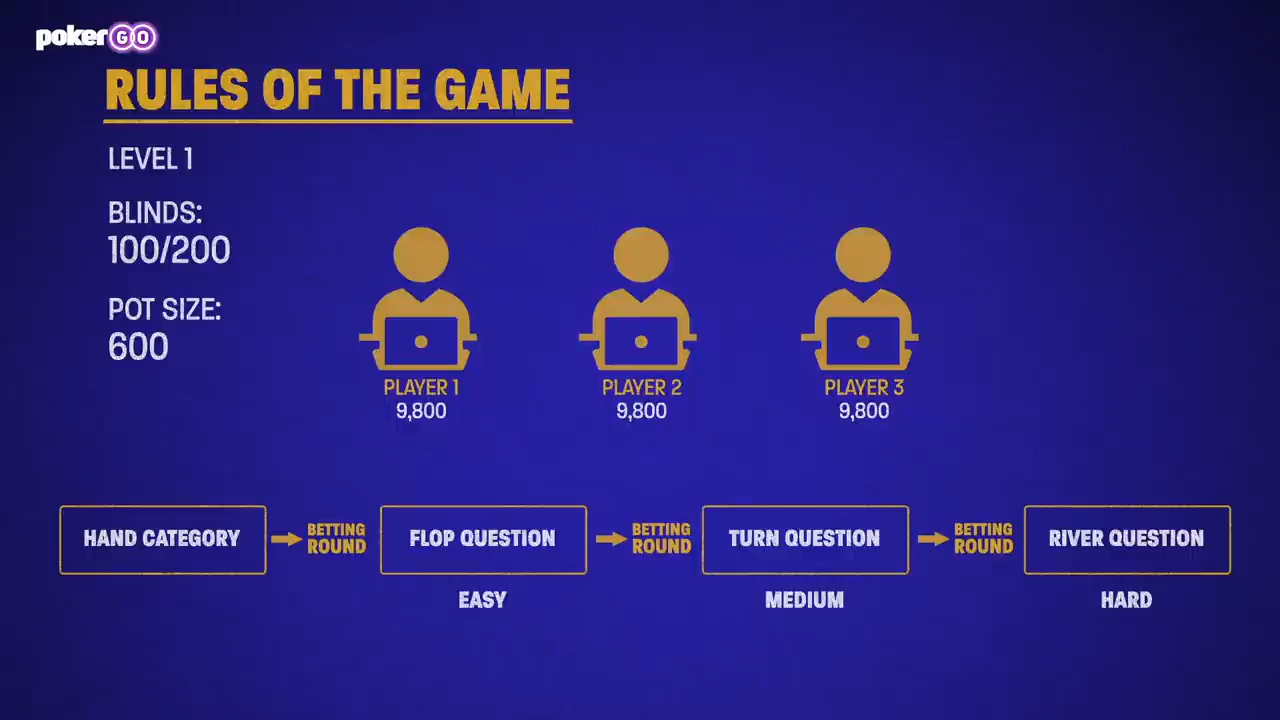 pokerGO
RULES OF THE GAME
LEVEL 1
BLINDS:
100/200
POT SIZE:
600
PLAYER 1
9,800
PLAYER 2
9,800
PLAYER 3
9,800
HAND CATEGORY
BETTING
ROUND
FLOP QUESTION
EASY
BETTING
ROUND
TURN QUESTION
MEDIUM
BETTING
ROUND
RIVER QUESTION
HARD